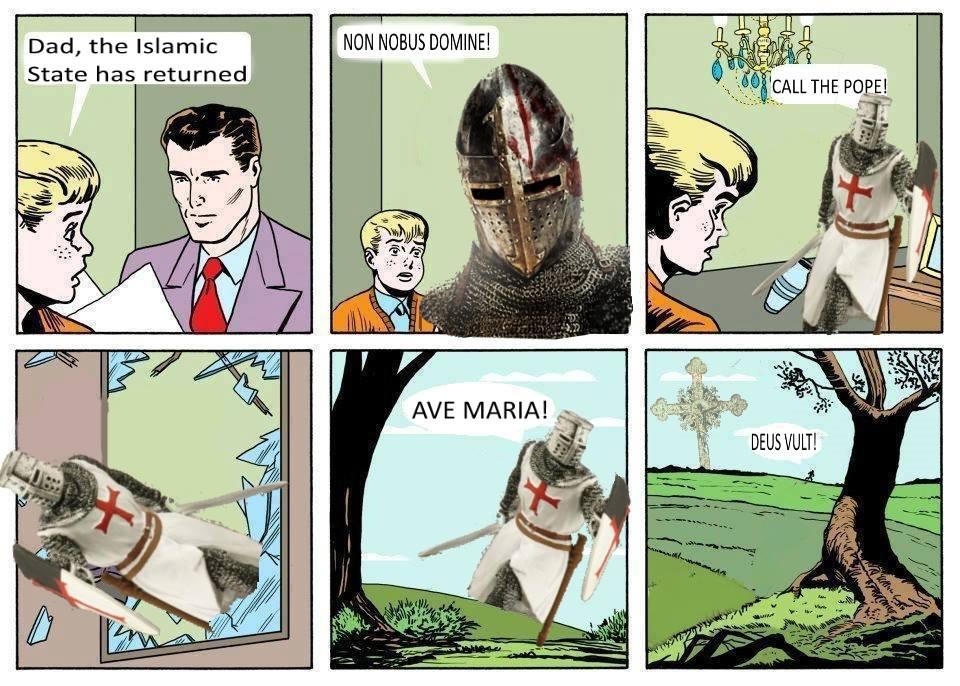 Dad, the Islamic
State has returned
NON NOBUS DOMINE!
CALL THE POPE!
AVE MARIA!
DEUS VULT!